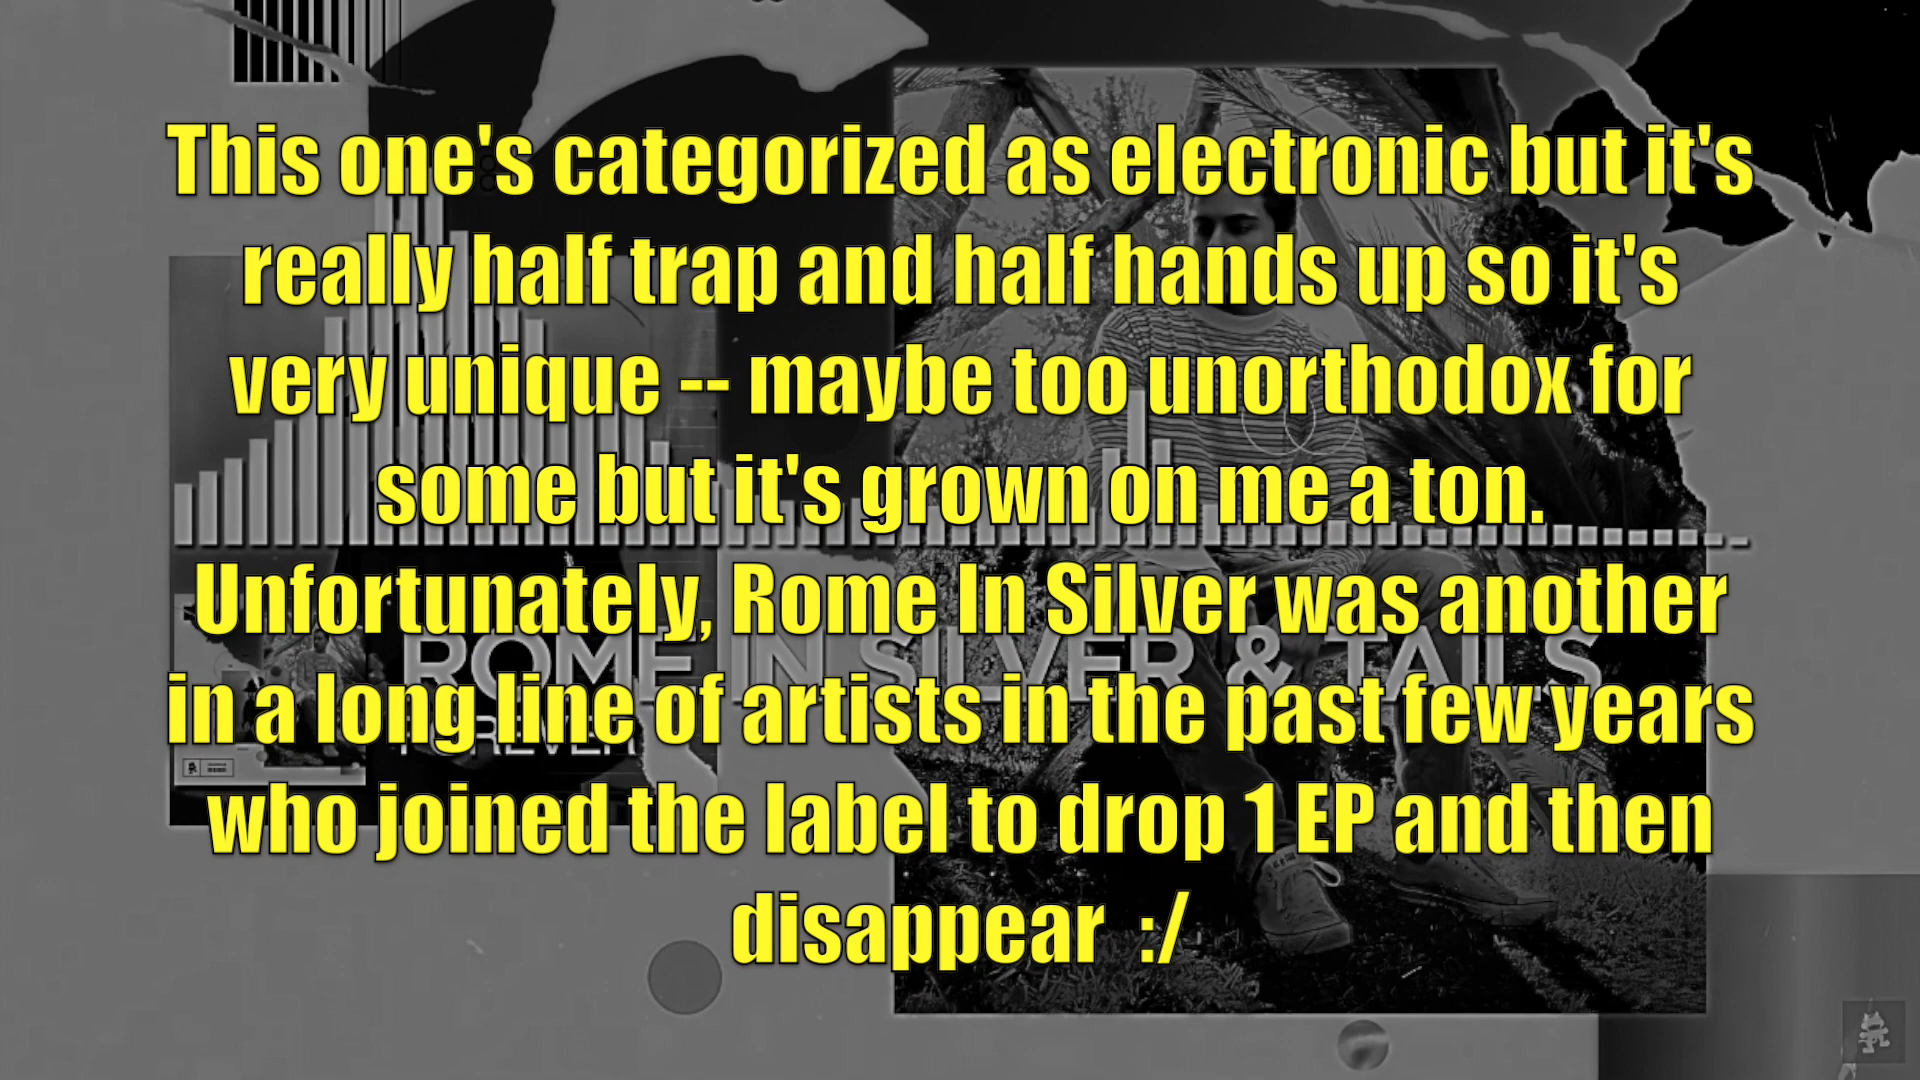 This one's categorized as electronic but it's
really half trap and half hands up so it's
very unique -- maybe too unorthodox for
some but it's grown on me a ton.
Unfortunately, Rome In Silver was another
ROME IN SILVER & TAILS
in a long line of artists in the past few years
who joined the label to drop 1 EP and then
disappear :/